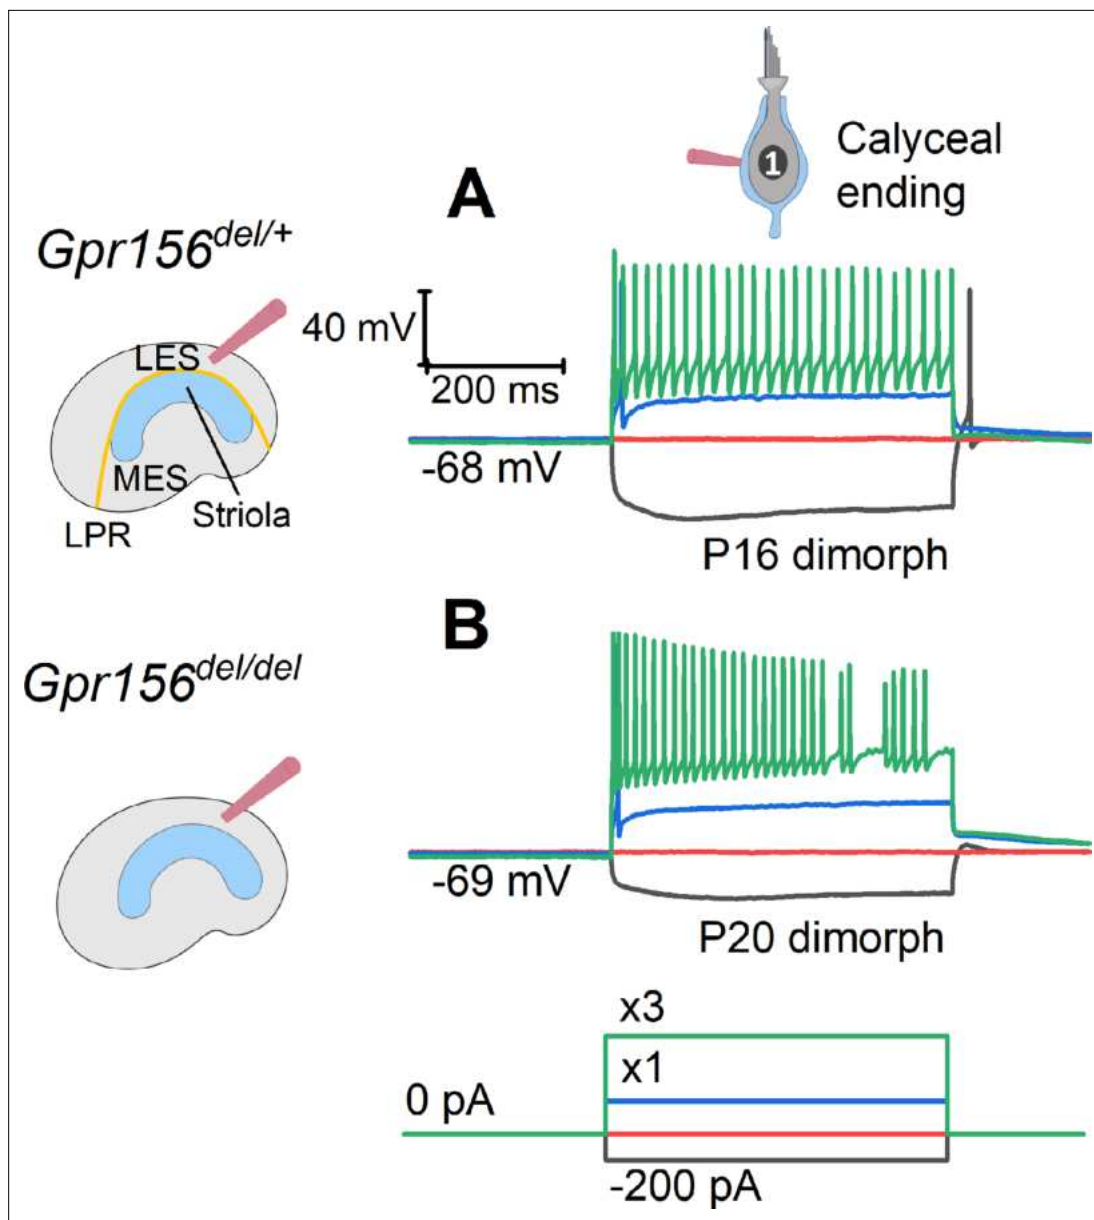 1
Calyceal
ending
A
Gpr156del/+
40 mV
200 ms
LES
MES
Striola
LPR
-68 mV
P16 dimorph
B
Gpr156del/del
-69 mV
P20 dimorph
x3
x1
0 pA
-200 pA